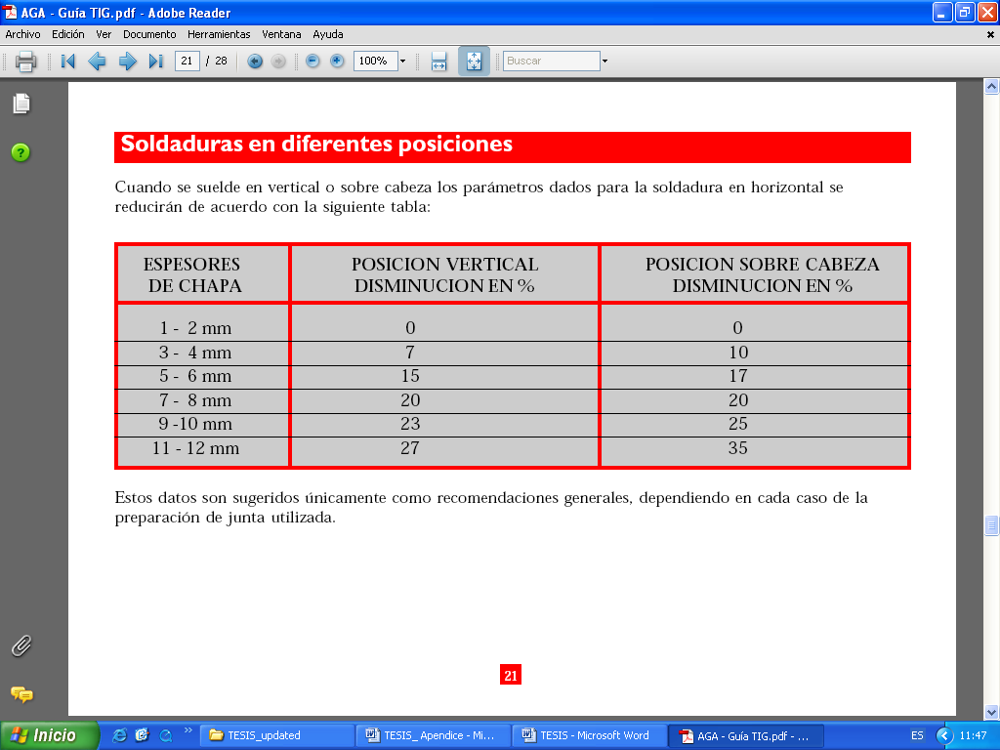 AGA - Guía TIG.pdf - Adobe Reader
Archivo Edición Ver Documento Herramientas Ventana Ayuda
21 / 28 100% Buscar
Soldaduras en diferentes posiciones
Cuando se suelde en vertical o sobre cabeza los parámetros dados para la soldadura en horizontal se
reducirán de acuerdo con la siguiente tabla:
ESPESORES POSICION VERTICAL POSICION SOBRE CABEZA
DE CHAPA DISMINUCION EN % DISMINUCION EN %
1 - 2 mm 0 0
3 - 4 mm 7 10
5 - 6 mm 15 17
7 - 8 mm 20 20
9 -10 mm 23 25
11 - 12 mm 27 35
Estos datos son sugeridos únicamente como recomendaciones generales, dependiendo en cada caso de la
preparación de junta utilizada.
21
Inicio » TESIS_updated TESIS_ Apendice - Mi... TESIS - Microsoft Word AGA - Guía TIG.pdf - ... ES 11:47